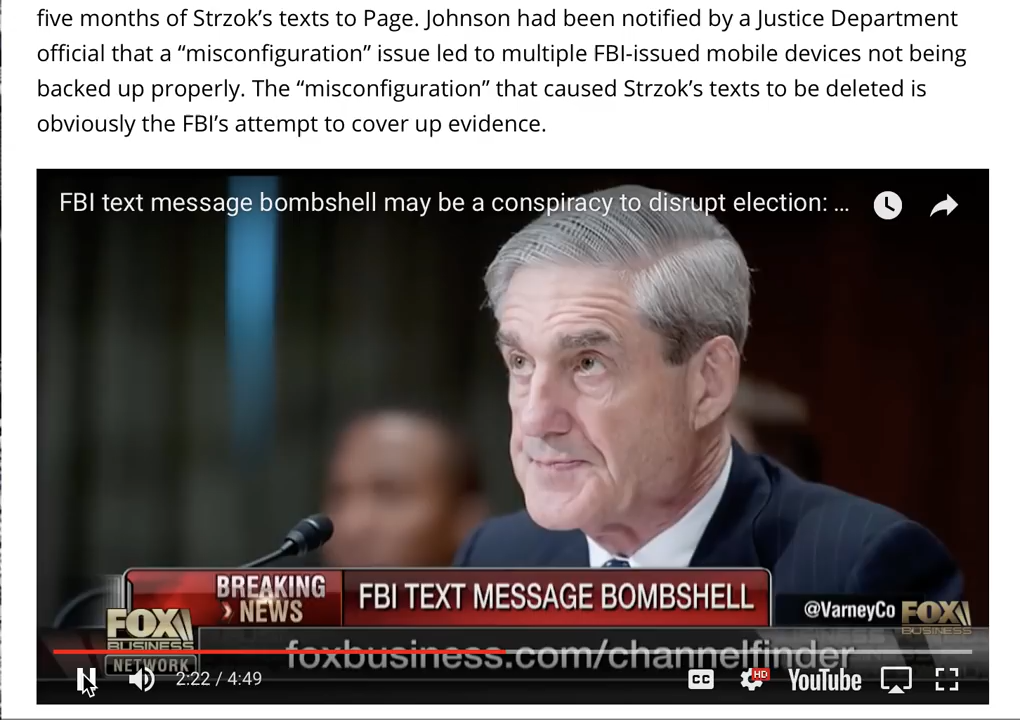 five months of Strzok’s texts to Page. Johnson had been notified by a Justice Department
official that a “misconfiguration” issue led to multiple FBI-issued mobile devices not being
backed up properly. The “misconfiguration” that caused Strzok’s texts to be deleted is
obviously the FBI’s attempt to cover up evidence.
FBI text message bombshell may be a conspiracy to disrupt election: ...
BREAKING
NEWS
FBI TEXT MESSAGE BOMBSHELL
@VarneyCo
FOX
BUSINESS
FOX
BUSINESS
NETWORK
foxbusiness.com/channelfinder
2:22 / 4:49
CC
HD
YouTube